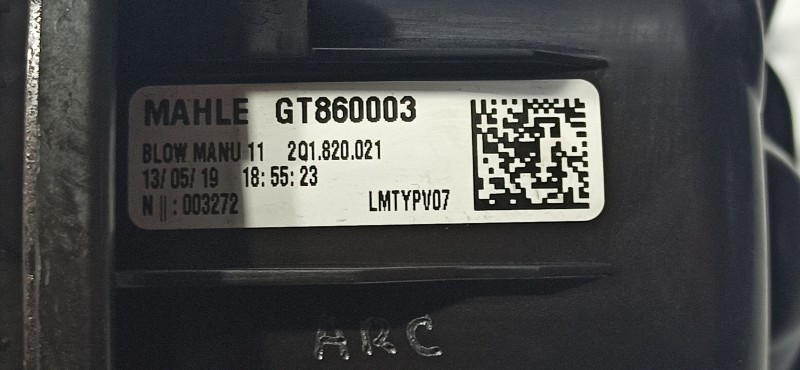 MAHLE GT860003
BLOW MANU 11 2Q1.820.021
13/05/19 18:55:23
N || : 003272 LMTYPV07
ARC